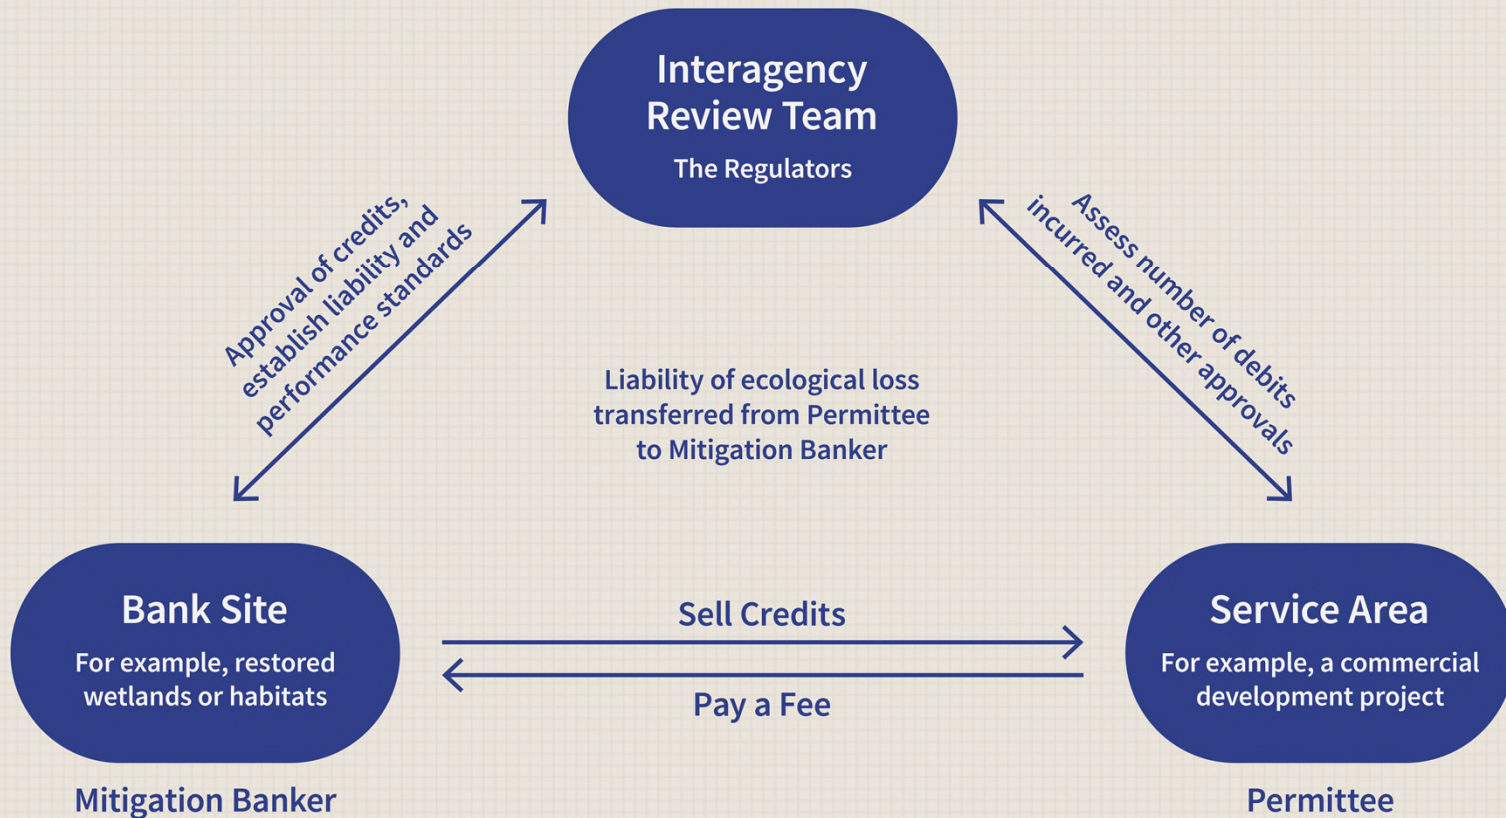 Interagency
Review Team
The Regulators
Approval of credits,
establish liability and
performance standards
Assess number of debits
incurred and other approvals
Liability of ecological loss
transferred from Permittee
to Mitigation Banker
Bank Site
For example, restored
wetlands or habitats
Mitigation Banker
Sell Credits
Pay a Fee
Service Area
For example, a commercial
development project
Permittee